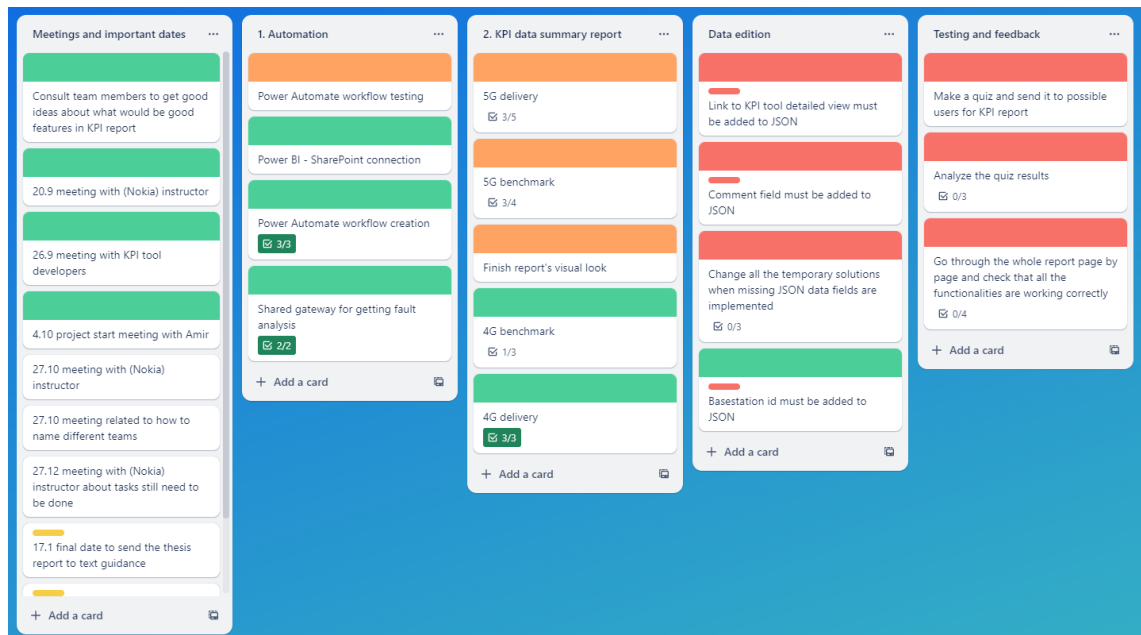 Meetings and important dates
Consult team members to get good
ideas about what would be good
features in KPI report
20.9 meeting with (Nokia) instructor
26.9 meeting with KPI tool
developers
4.10 project start meeting with Amir
27.10 meeting with (Nokia)
instructor
27.10 meeting related to how to
name different teams
27.12 meeting with (Nokia)
instructor about tasks still need to
be done
17.1 final date to send the thesis
report to text guidance
+ Add a card
1. Automation
Power Automate workflow testing
Power BI - SharePoint connection
Power Automate workflow creation
3/3
Shared gateway for getting fault
analysis
2/2
+ Add a card
2. KPI data summary report
5G delivery
3/5
5G benchmark
3/4
Finish report's visual look
4G benchmark
1/3
4G delivery
3/3
+ Add a card
Data edition
Link to KPI tool detailed view must
be added to JSON
Comment field must be added to
JSON
Change all the temporary solutions
when missing JSON data fields are
implemented
0/3
Basestation id must be added to
JSON
+ Add a card
Testing and feedback
Make a quiz and send it to possible
users for KPI report
Analyze the quiz results
0/3
Go through the whole report page by
page and check that all the
functionalities are working correctly
0/4
+ Add a card